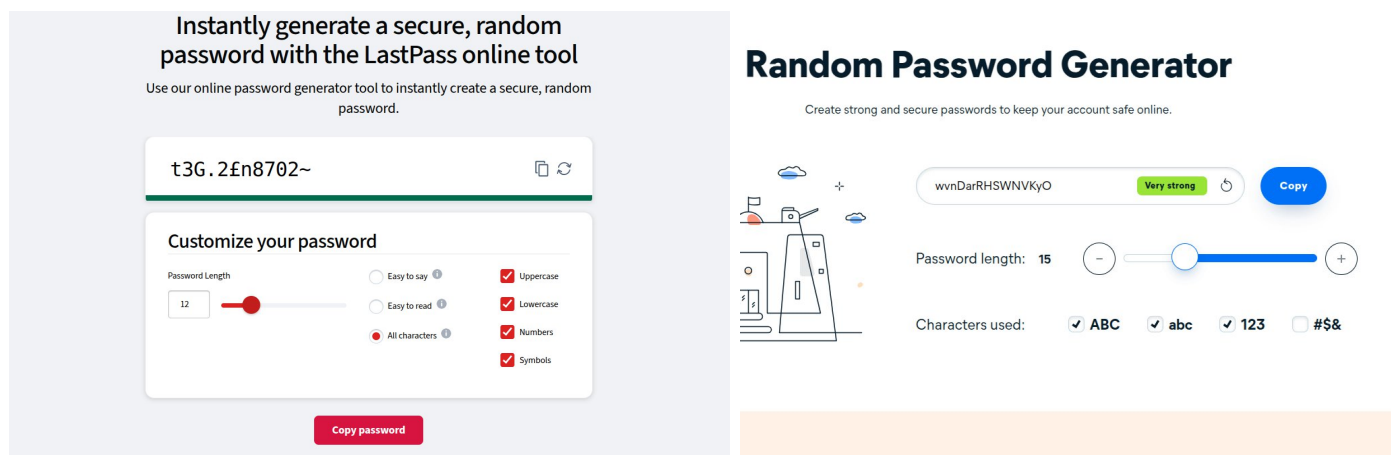 Instantly generate a secure, random
password with the LastPass online tool
Use our online password generator tool to instantly create a secure, random
password.
t3G.2£n8702~
Customize your password
Password Length
12
Easy to say
Easy to read
All characters
Uppercase
Lowercase
Numbers
Symbols
Copy password
Random Password Generator
Create strong and secure passwords to keep your account safe online.
wvnDarRHSWNVKyO
Very strong
Copy
Password length: 15
Characters used: ABC abc 123 #$&